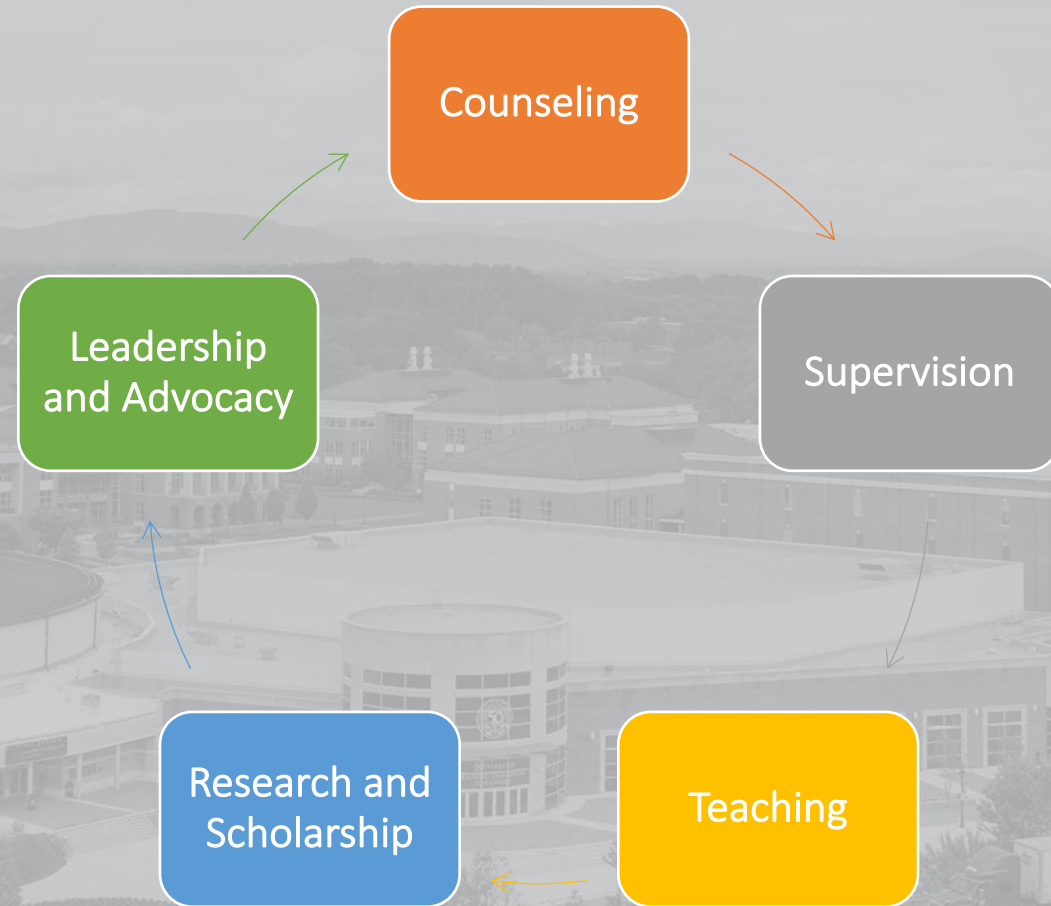 Counseling
Leadership
and Advocacy
Supervision
Research and
Scholarship
Teaching